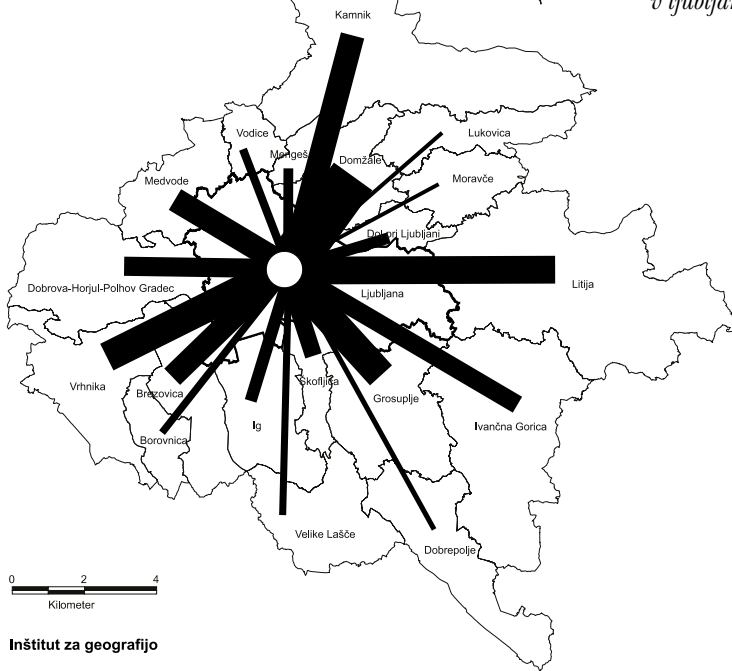 v ljubljan
Kamnik
Lukovica
Vodice
Mengeš
Domžale
Moravče
Medvode
Dol pri Ljubljani
Dobrova-Horjul-Polhov Gradec
Ljubljana
Litija
Vrhnika
Brezovica
Škofljica
Grosuplje
Borovnica
Ig
Ivančna Gorica
Velike Lašče
Dobrepolje
0 2 4
Kilometer
Inštitut za geografijo